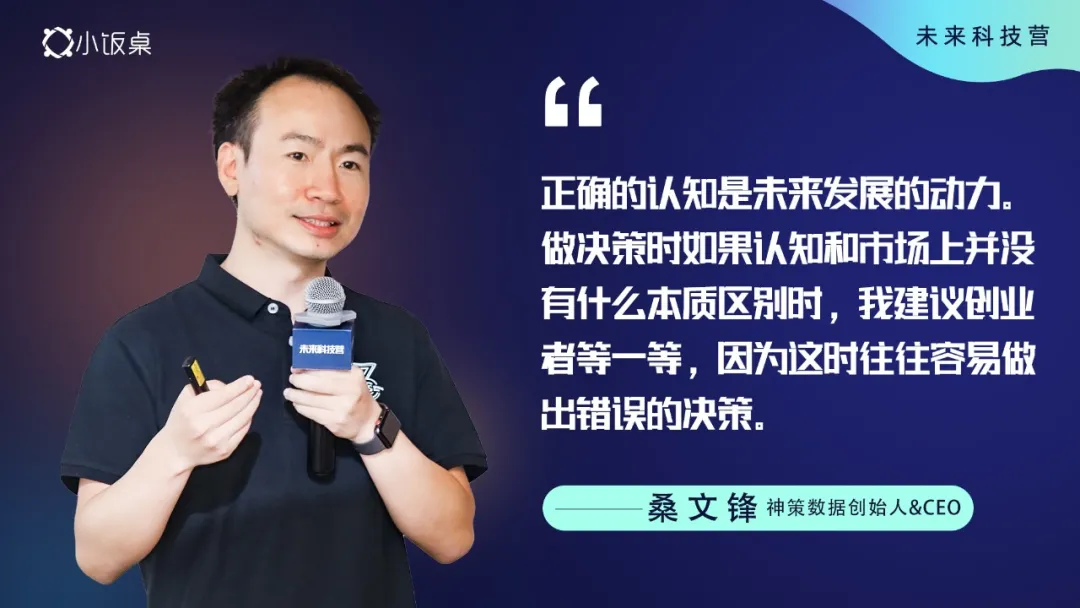 小饭桌
未来科技营
正确的认知是未来发展的动力。
做决策时如果认知和市场上并没
有什么本质区别时，我建议创业
者等一等，因为这时往往容易做
出错误的决策。
桑文锋 神策数据创始人&CEO
未来科技营